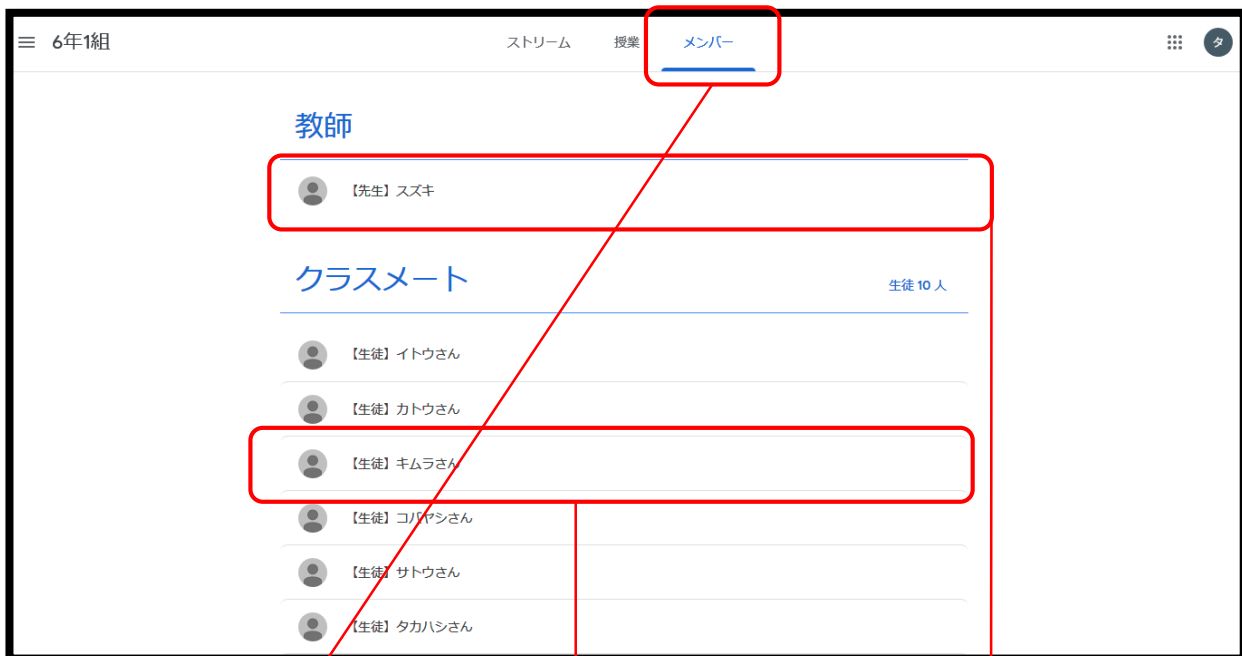 6年1組
ストリーム 授業 メンバー
タ
教師
【先生】スズキ
クラスメート
生徒 10 人
【生徒】イトウさん
【生徒】カトウさん
【生徒】キムラさん
【生徒】コバヤシさん
【生徒】サトウさん
【生徒】タカハシさん